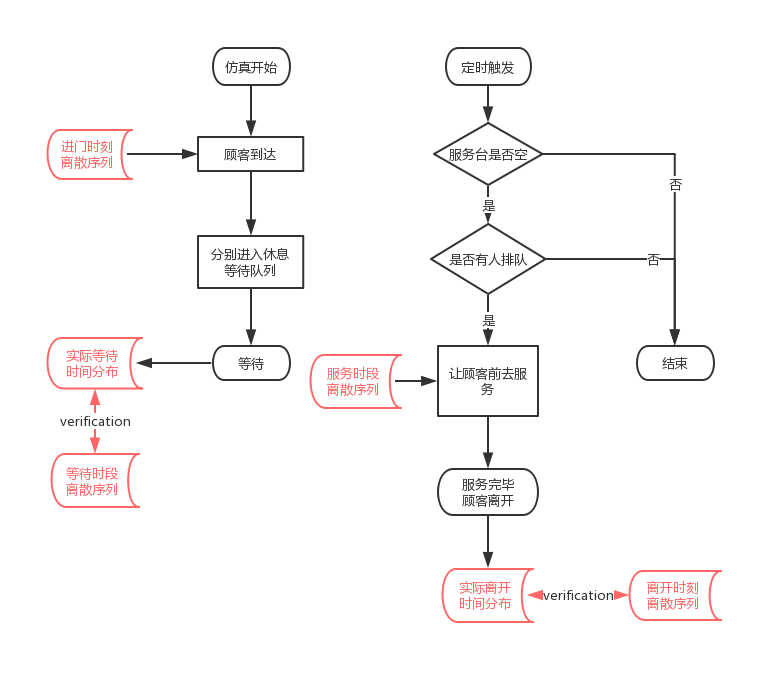 仿真开始
进门时刻
离散序列
顾客到达
分别进入休息
等待队列
等待
实际等待
时间分布
verification
等待时段
离散序列
定时触发
服务台是否空
否
是
是否有人排队
否
是
服务时段
离散序列
让顾客前去服
务
结束
服务完毕
顾客离开
实际离开
时间分布
verification
离开时刻
离散序列